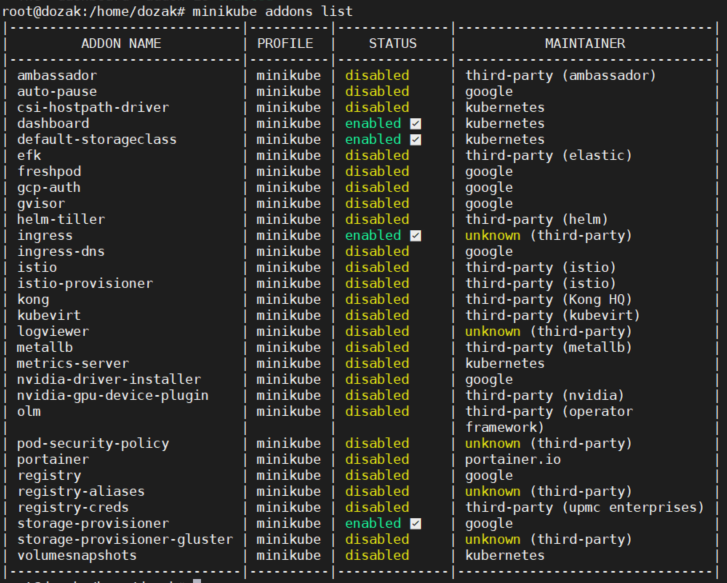 root@dozak:/home/dozak# minikube addons list
|-----------------------------|----------|--------------|--------------------------------|
| ADDON NAME | PROFILE | STATUS | MAINTAINER |
|-----------------------------|----------|--------------|--------------------------------|
| ambassador | minikube | disabled | third-party (ambassador) |
| auto-pause | minikube | disabled | google |
| csi-hostpath-driver | minikube | disabled | kubernetes |
| dashboard | minikube | enabled ✅ | kubernetes |
| default-storageclass | minikube | enabled ✅ | kubernetes |
| efk | minikube | disabled | third-party (elastic) |
| freshpod | minikube | disabled | google |
| gcp-auth | minikube | disabled | google |
| gvisor | minikube | disabled | google |
| helm-tiller | minikube | disabled | third-party (helm) |
| ingress | minikube | enabled ✅ | unknown (third-party) |
| ingress-dns | minikube | disabled | google |
| istio | minikube | disabled | third-party (istio) |
| istio-provisioner | minikube | disabled | third-party (istio) |
| kong | minikube | disabled | third-party (Kong HQ) |
| kubevirt | minikube | disabled | third-party (kubevirt) |
| logviewer | minikube | disabled | unknown (third-party) |
| metallb | minikube | disabled | third-party (metallb) |
| metrics-server | minikube | disabled | kubernetes |
| nvidia-driver-installer | minikube | disabled | google |
| nvidia-gpu-device-plugin | minikube | disabled | third-party (nvidia) |
| olm | minikube | disabled | third-party (operator |
| | | | framework) |
| pod-security-policy | minikube | disabled | unknown (third-party) |
| portainer | minikube | disabled | portainer.io |
| registry | minikube | disabled | google |
| registry-aliases | minikube | disabled | unknown (third-party) |
| registry-creds | minikube | disabled | third-party (upmc enterprises) |
| storage-provisioner | minikube | enabled ✅ | google |
| storage-provisioner-gluster | minikube | disabled | unknown (third-party) |
| volumesnapshots | minikube | disabled | kubernetes |
|-----------------------------|----------|--------------|--------------------------------|